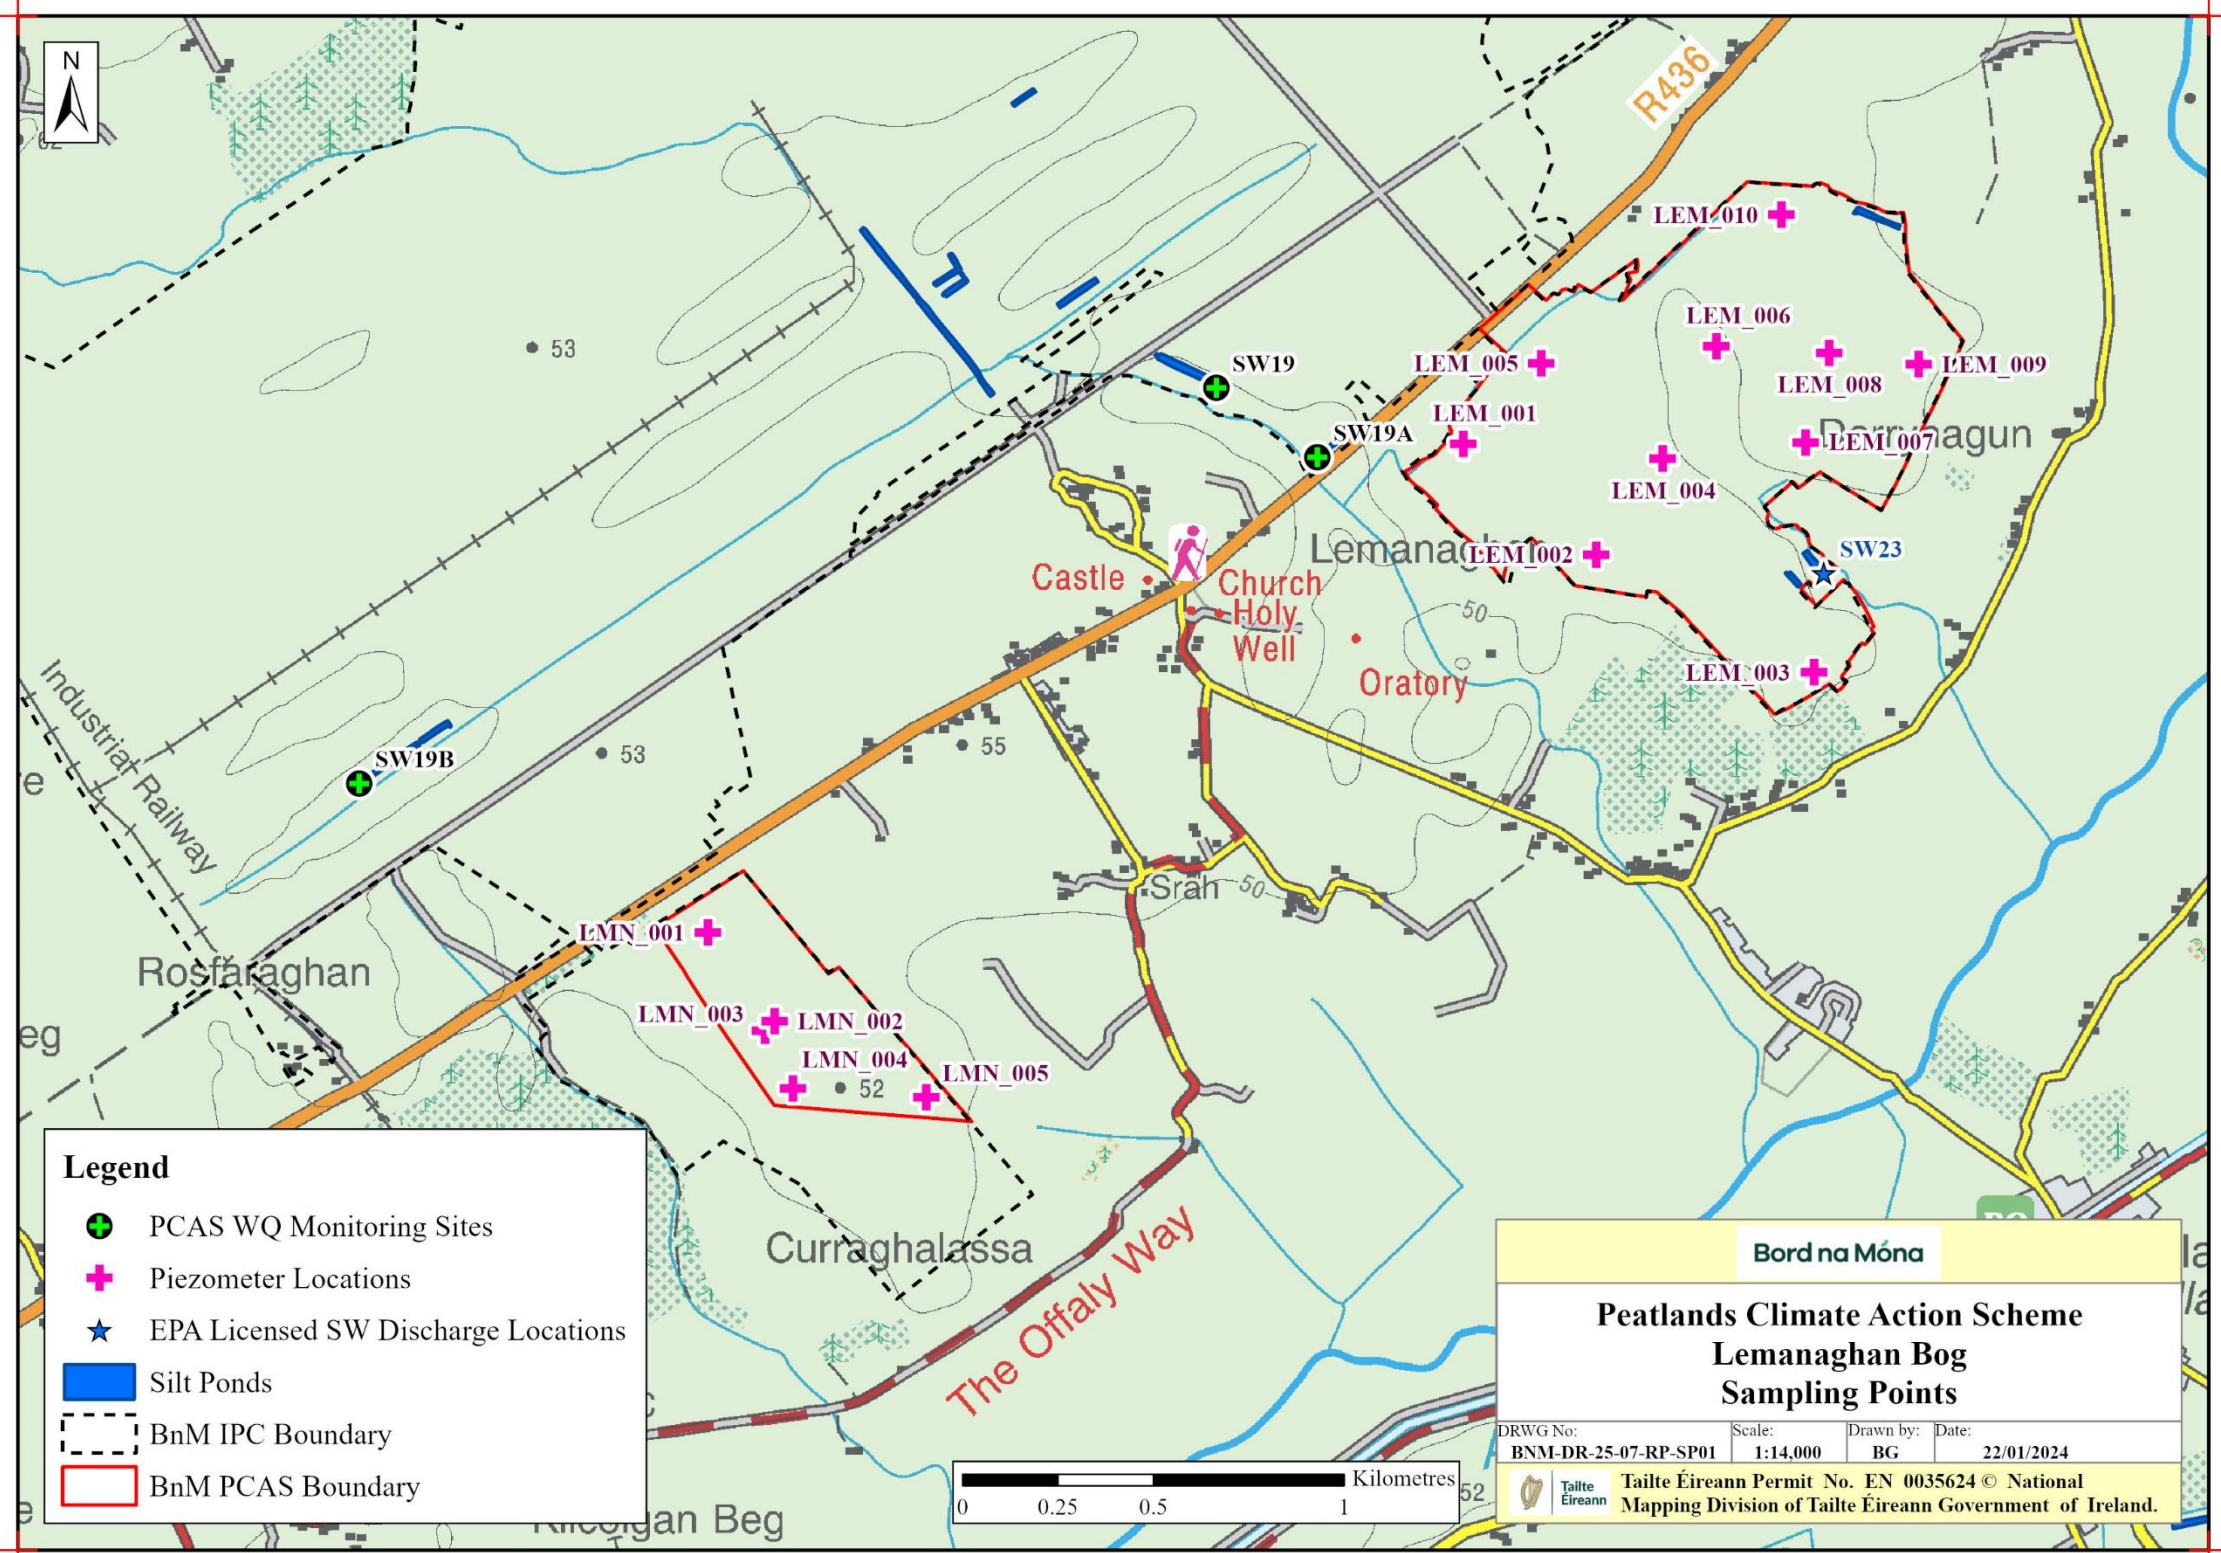 N
62
R436
LEM_010
53
LEM_006
SW19
LEM_005
LEM_008
LEM_009
LEM_001
SW19A
Derrynagun
LEM_007
LEM_004
SW23
Lemanaghan
LEM_002
Castle
Church
Holy
Well
50
Oratory
LEM_003
Industrial Railway
SW19B
53
55
e
Srah
50
LMN_001
Rosfaraghan
LMN_003
LMN_002
eg
LMN_004
52
LMN_005
Curraghalassa
The Offaly Way
Legend
PCAS WQ Monitoring Sites
Piezometer Locations
EPA Licensed SW Discharge Locations
Silt Ponds
BnM IPC Boundary
BnM PCAS Boundary
Kilcolgan Beg
Kilometres
0 0.25 0.5 1
52
Bord na Móna
Peatlands Climate Action Scheme
Lemanaghan Bog
Sampling Points
DRWG No: Scale: Drawn by: Date:
BNM-DR-25-07-RP-SP01 1:14,000 BG 22/01/2024
Tailte
Éireann
Tailte Éireann Permit No. EN 0035624 © National
Mapping Division of Tailte Éireann Government of Ireland.